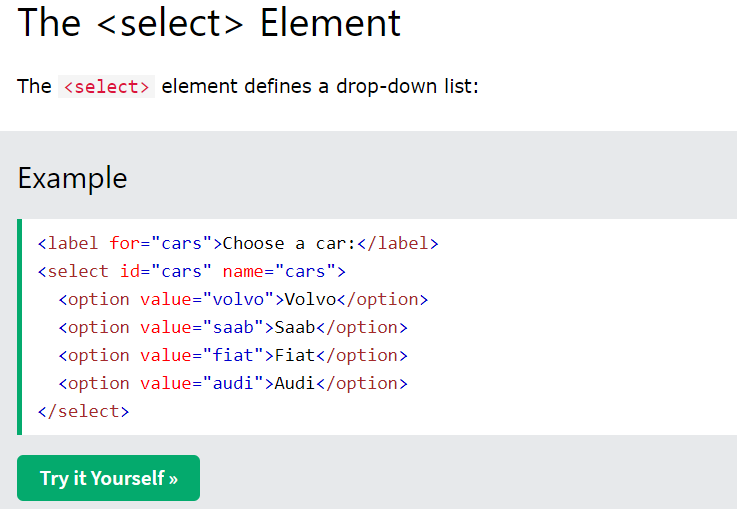 The <select> Element
The <select> element defines a drop-down list:
Example
<label for="cars">Choose a car:</label>
<select id="cars" name="cars">
  <option value="volvo">Volvo</option>
  <option value="saab">Saab</option>
  <option value="fiat">Fiat</option>
  <option value="audi">Audi</option>
</select>
Try it Yourself »